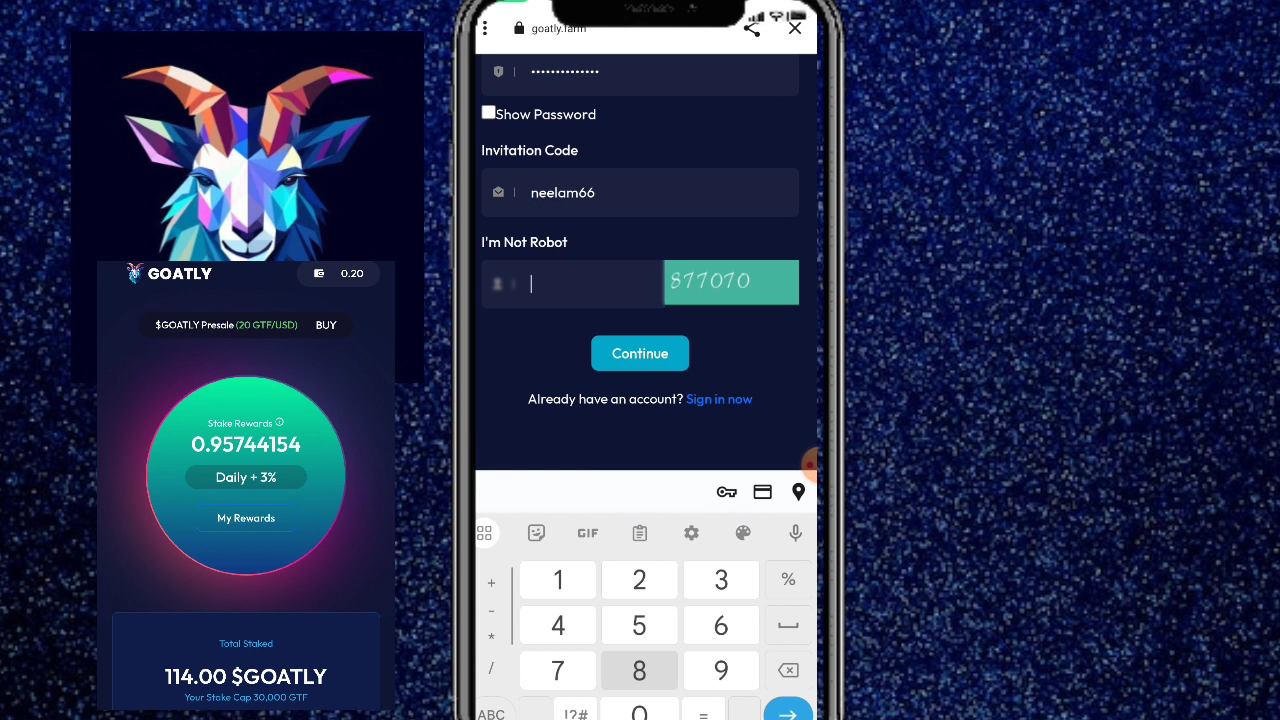 GOATLY
0.20
$GOATLY Presale (20 GTF/USD) BUY
Stake Rewards
0.95744154
Daily + 3%
My Rewards
Total Staked
114.00 $GOATLY
Your Stake Cap 30,000 GTF
goatly.farm
Show Password
Invitation Code
neelam66
I'm Not Robot
877070
Continue
Already have an account? Sign in now
GIF
+ 1 2 3 %
- 4 5 6
*
/ 7 8 9
ABC !?# 0 =